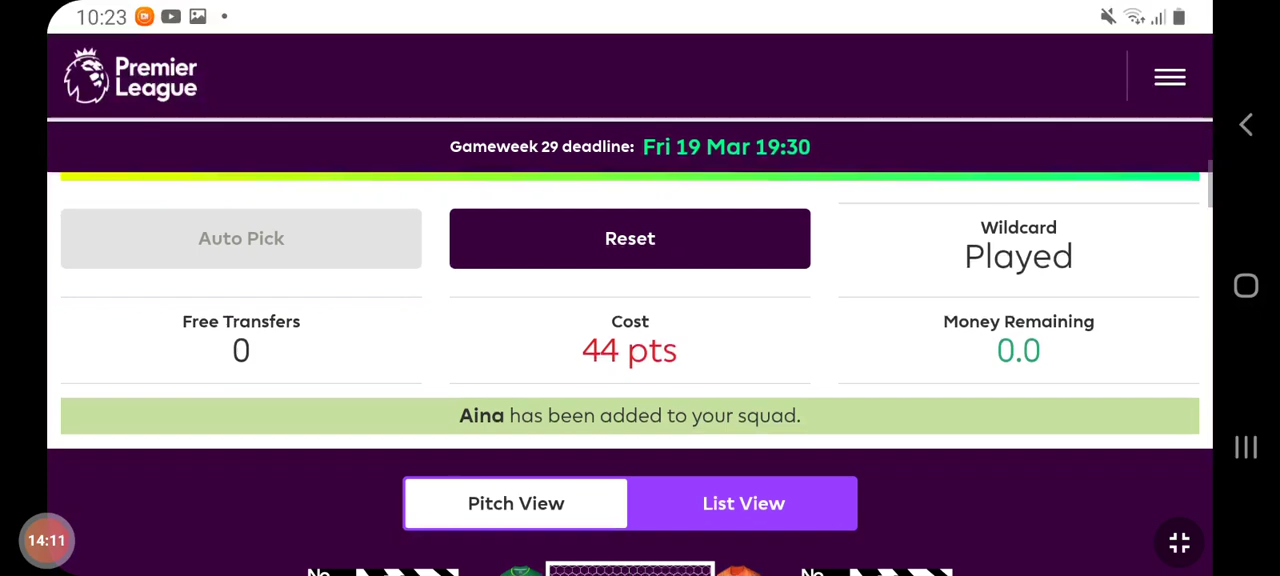 10:23
Premier
League
Gameweek 29 deadline: Fri 19 Mar 19:30
Auto Pick
Reset
Wildcard
Played
Free Transfers
0
Cost
44 pts
Money Remaining
0.0
Aina has been added to your squad.
Pitch View
List View
14:11
No
No